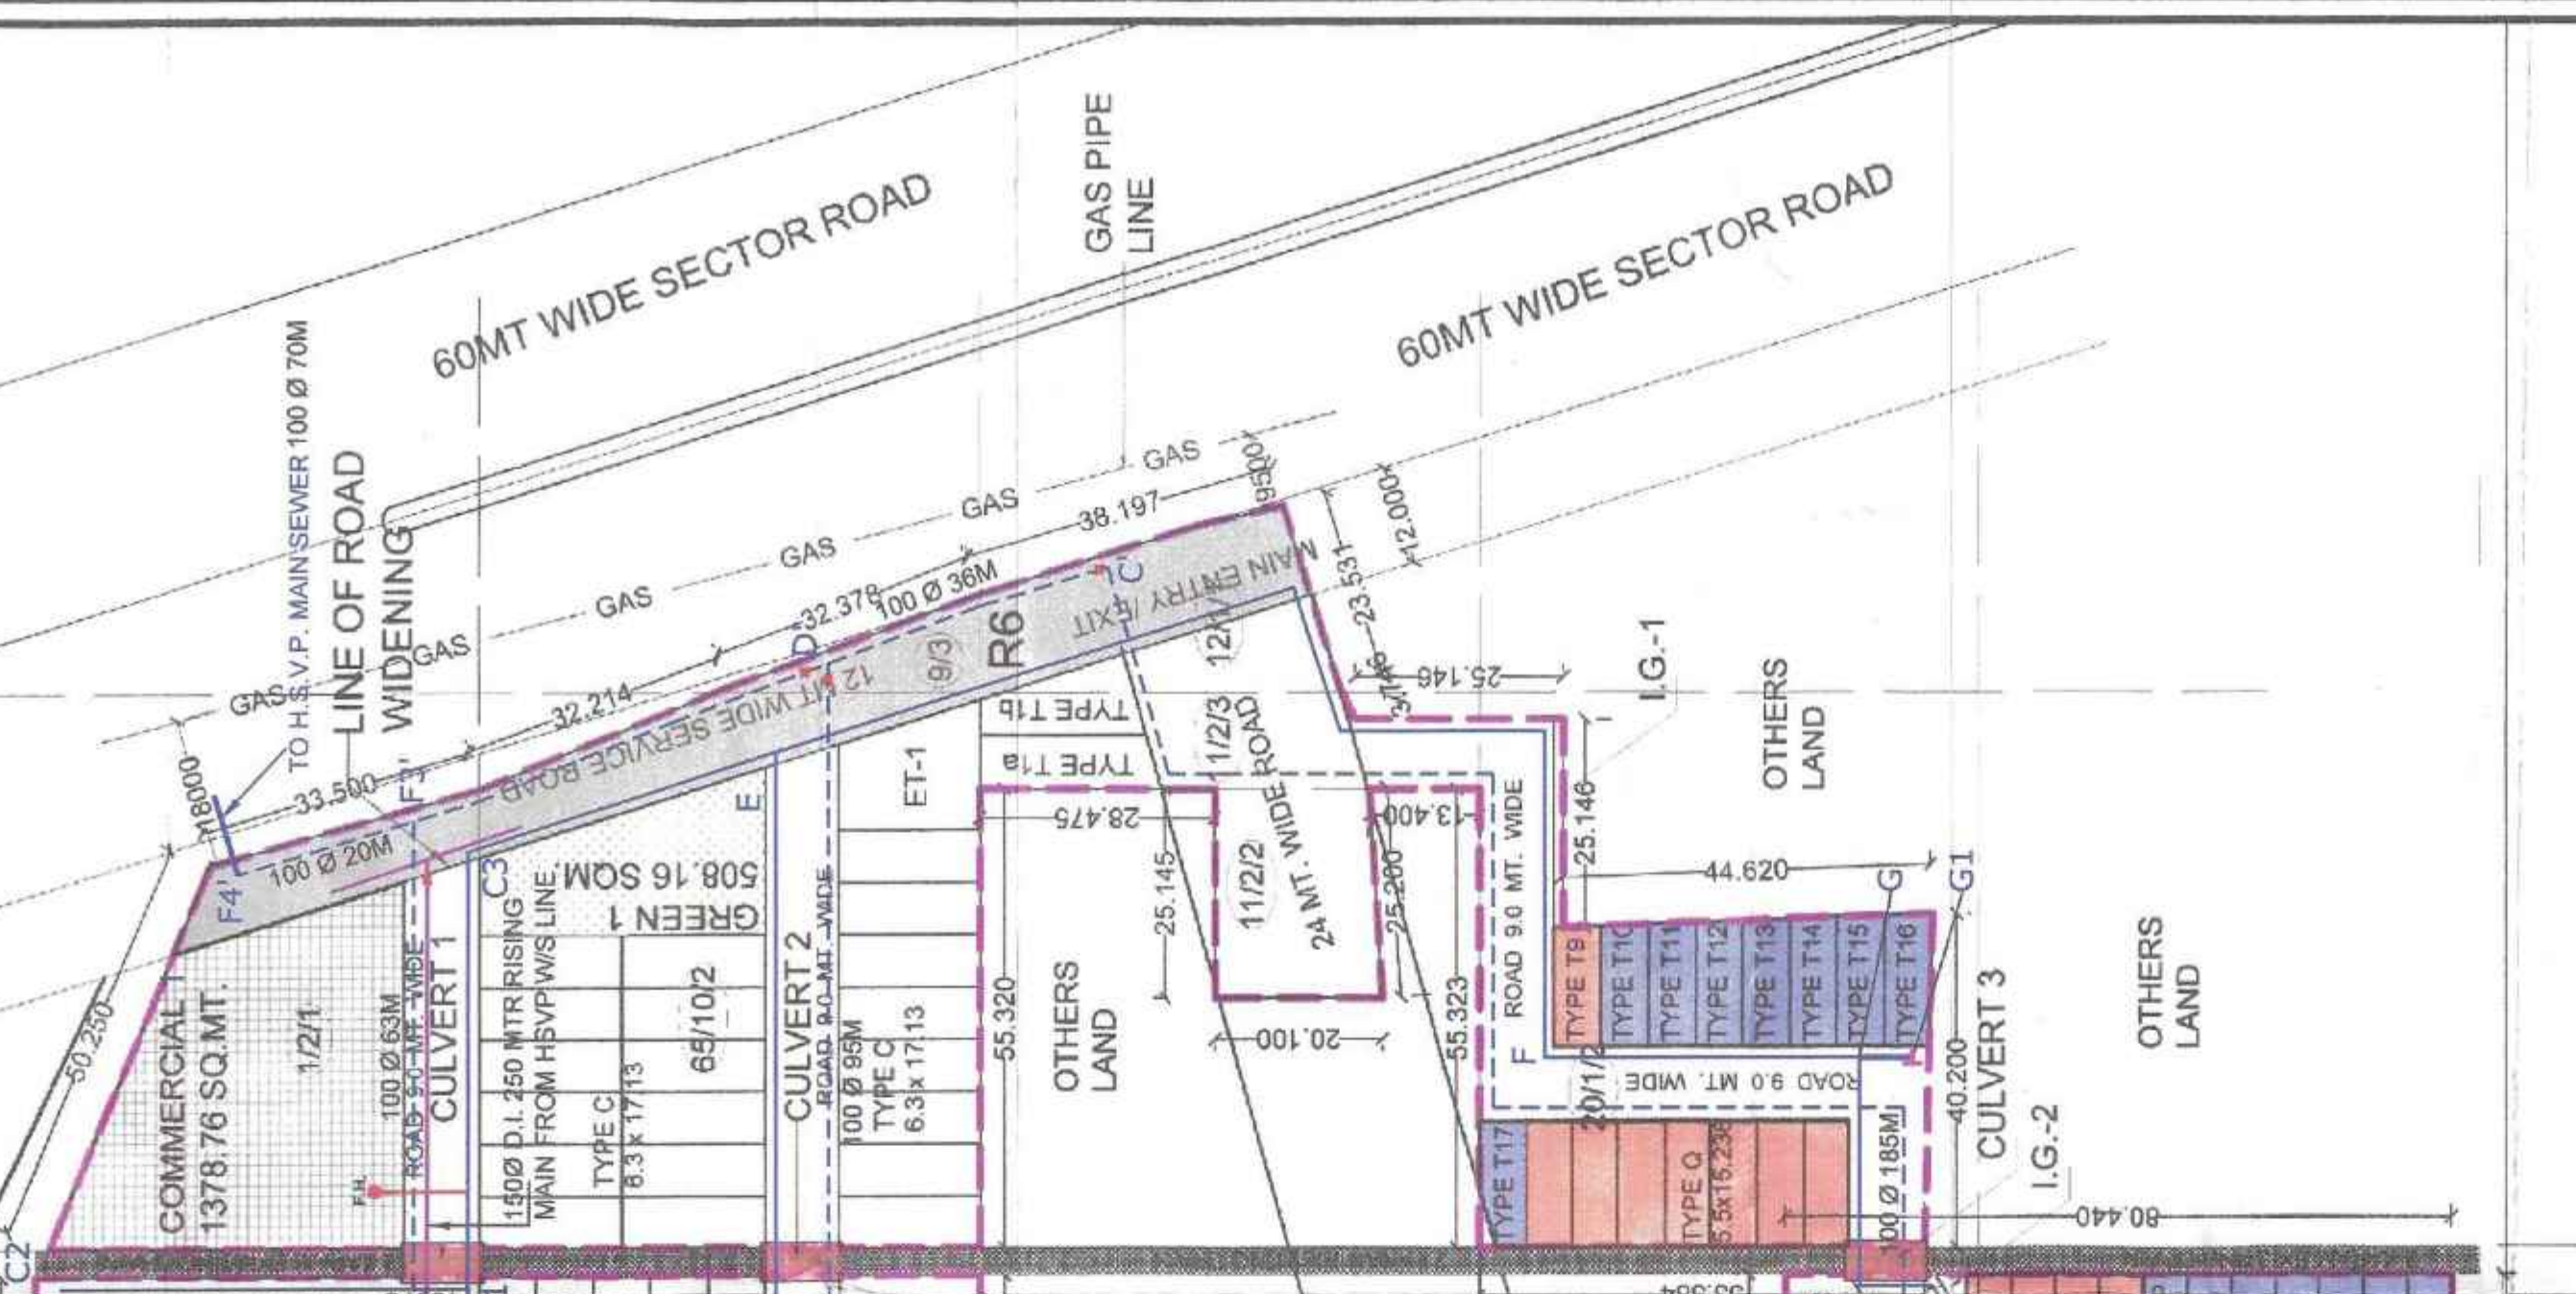 60MT WIDE SECTOR ROAD
GAS PIPE
LINE
60MT WIDE SECTOR ROAD
TO H.S.V.P. MAIN SEWER 100 Ø 70M
LINE OF ROAD
WIDENING
GAS
GAS
GAS
GAS
GAS
GAS
18000
33.500
32.214
32.378
38.197
9500
12.000
23.531
25.146
100 Ø 36M
100 Ø 20M
F4'
F3'
D'
12 MT WIDE SERVICE ROAD
9/3
R6
MAIN ENTRY / EXIT
TYPE T1b
TYPE T1a
ET-1
1/2/3
24 MT. WIDE ROAD
11/2/2
28.475
13.400
25.145
25.200
20.100
55.320
55.323
OTHERS
LAND
I.G.-1
OTHERS
LAND
25.146
44.620
ROAD 9.0 MT. WIDE
F
G
G1
TYPE T9
TYPE T10
TYPE T11
TYPE T12
TYPE T13
TYPE T14
TYPE T15
TYPE T16
20/1/2
ROAD 9.0 MT. WIDE
40.200
CULVERT 3
I.G.-2
OTHERS
LAND
80.440
100 Ø 185M
TYPE T17
TYPE Q
5.5x15.236
50.250
C2
COMMERCIAL 1
1378.76 SQ.MT.
1/2/1
F.H.
100 Ø 63M
ROAD 9.0 MT. WIDE
CULVERT 1
C3
150Ø D.I. 250 MTR RISING
MAIN FROM HSVP W/S LINE
GREEN 1
508.16 SQM.
TYPE C
6.3 x 17.13
65/10/2
E
CULVERT 2
ROAD 9.0 MT. WIDE
100 Ø 95M
TYPE C
6.3 x 17.13